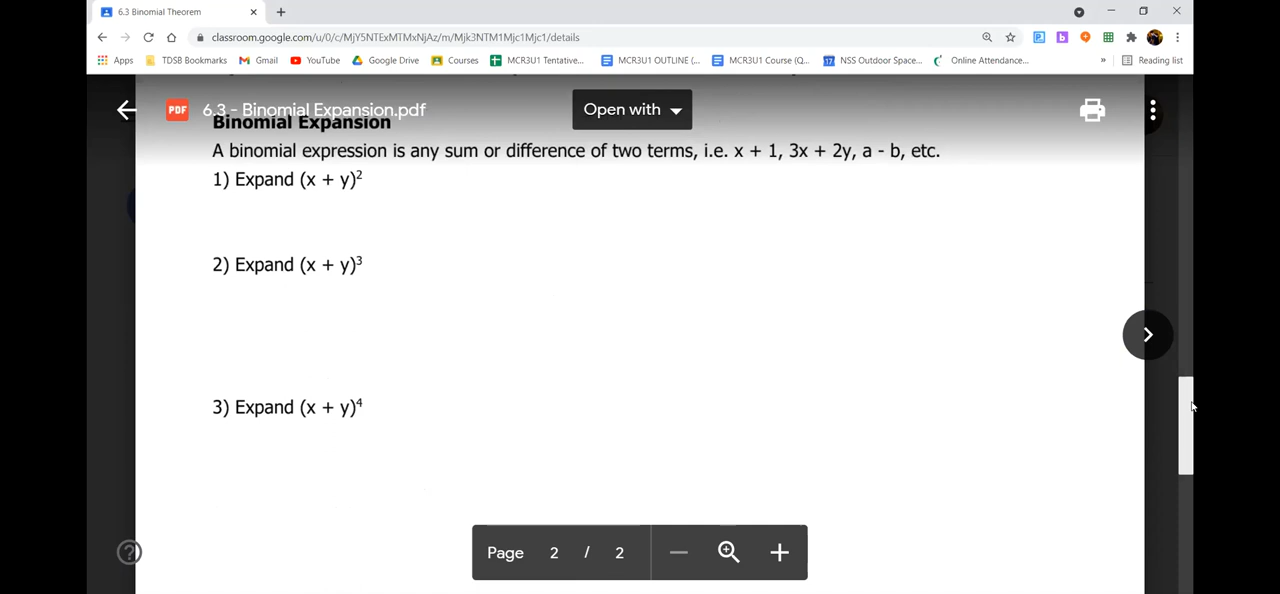 6.3 Binomial Theorem
classroom.google.com/u/0/c/MjY5NTExMTMxNjAz/m/Mjk3NTM1Mjc1Mjc1/details
Apps TDSB Bookmarks Gmail YouTube Google Drive Courses MCR3U1 Tentative... MCR3U1 OUTLINE (... MCR3U1 Course (Q... 17 NSS Outdoor Space... Online Attendance... » Reading list
PDF 6.3 - Binomial Expansion.pdf Open with
Binomial Expansion
A binomial expression is any sum or difference of two terms, i.e. x + 1, 3x + 2y, a - b, etc.
1) Expand (x + y)²
2) Expand (x + y)³
3) Expand (x + y)⁴
Page 2 / 2